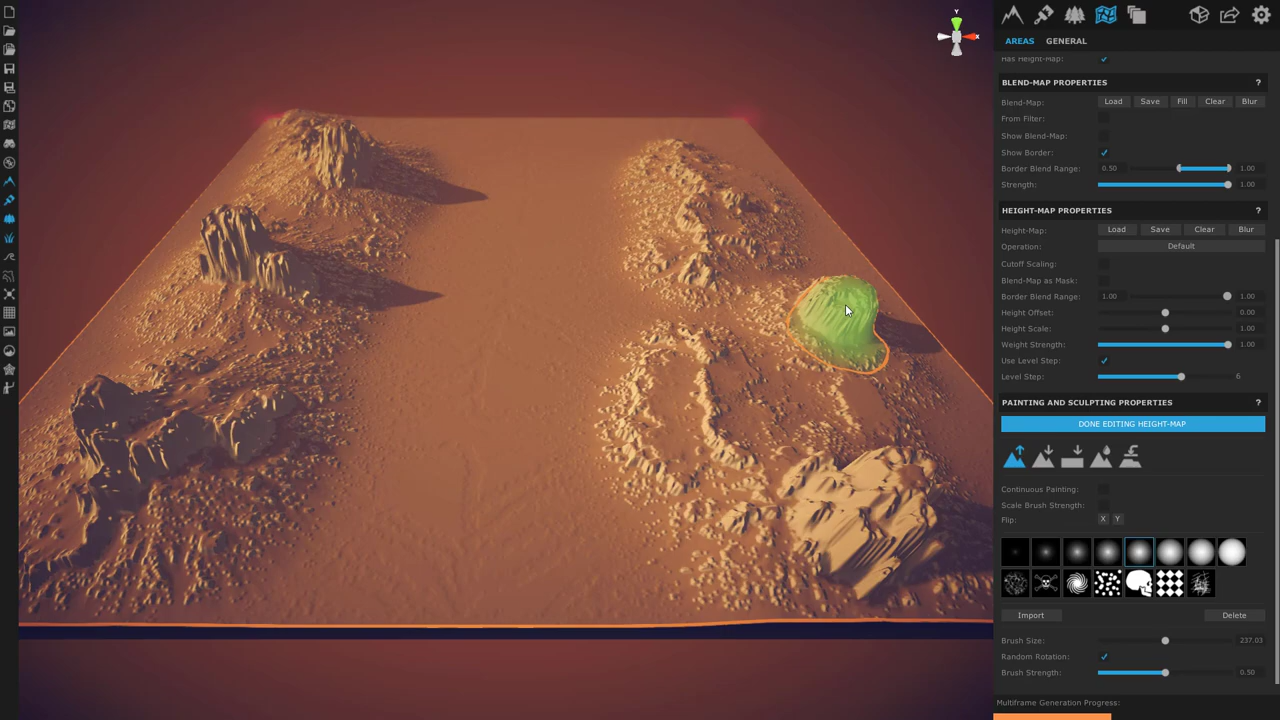 Y
X
AREAS GENERAL
Has Height-Map:
BLEND-MAP PROPERTIES ?
Blend-Map: Load Save Fill Clear Blur
From Filter:
Show Blend-Map:
Show Border:
Border Blend Range: 0.50 1.00
Strength: 1.00
HEIGHT-MAP PROPERTIES ?
Height-Map: Load Save Clear Blur
Operation: Default
Cutoff Scaling:
Blend-Map as Mask:
Border Blend Range: 1.00 1.00
Height Offset: 0.00
Height Scale: 1.00
Weight Strength: 1.00
Use Level Step:
Level Step: 6
PAINTING AND SCULPTING PROPERTIES ?
DONE EDITING HEIGHT-MAP
Continuous Painting:
Scale Brush Strength:
Flip: X Y
Import Delete
Brush Size: 237.03
Random Rotation:
Brush Strength: 0.50
Multiframe Generation Progress: